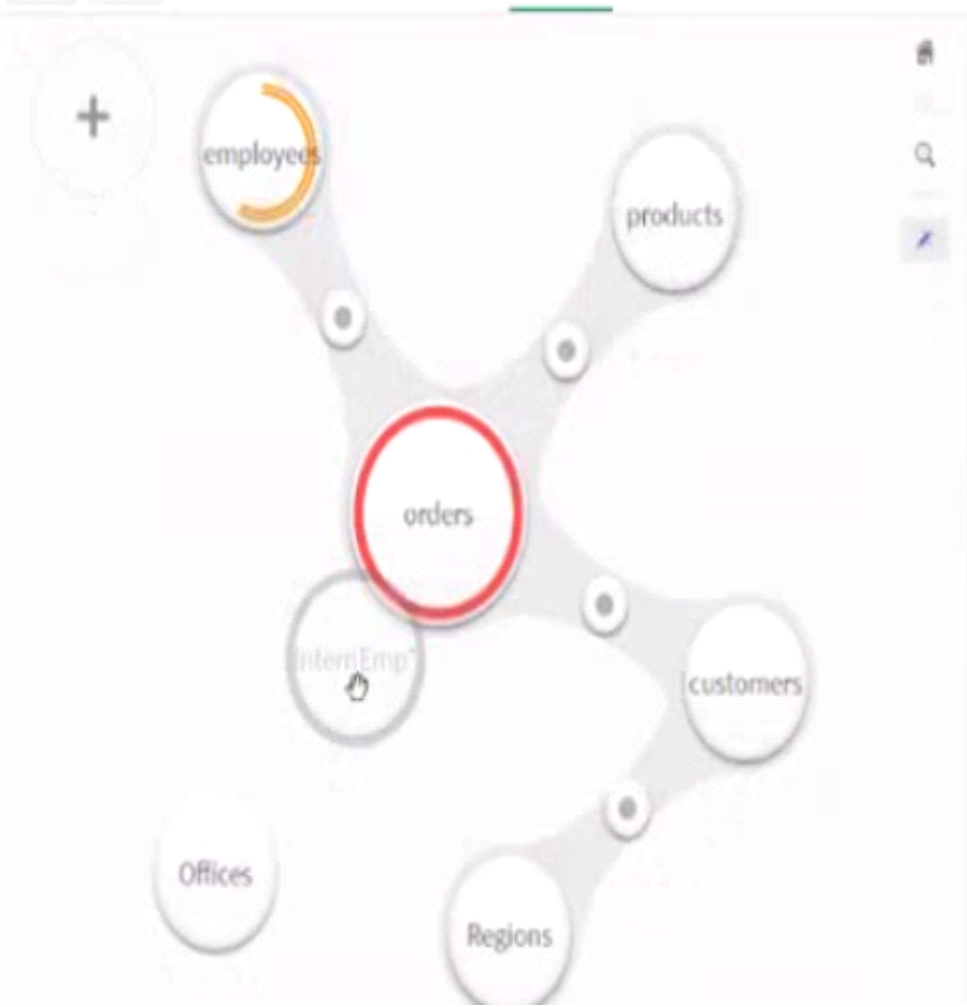 employees
products
orders
InternEmp
customers
Offices
Regions